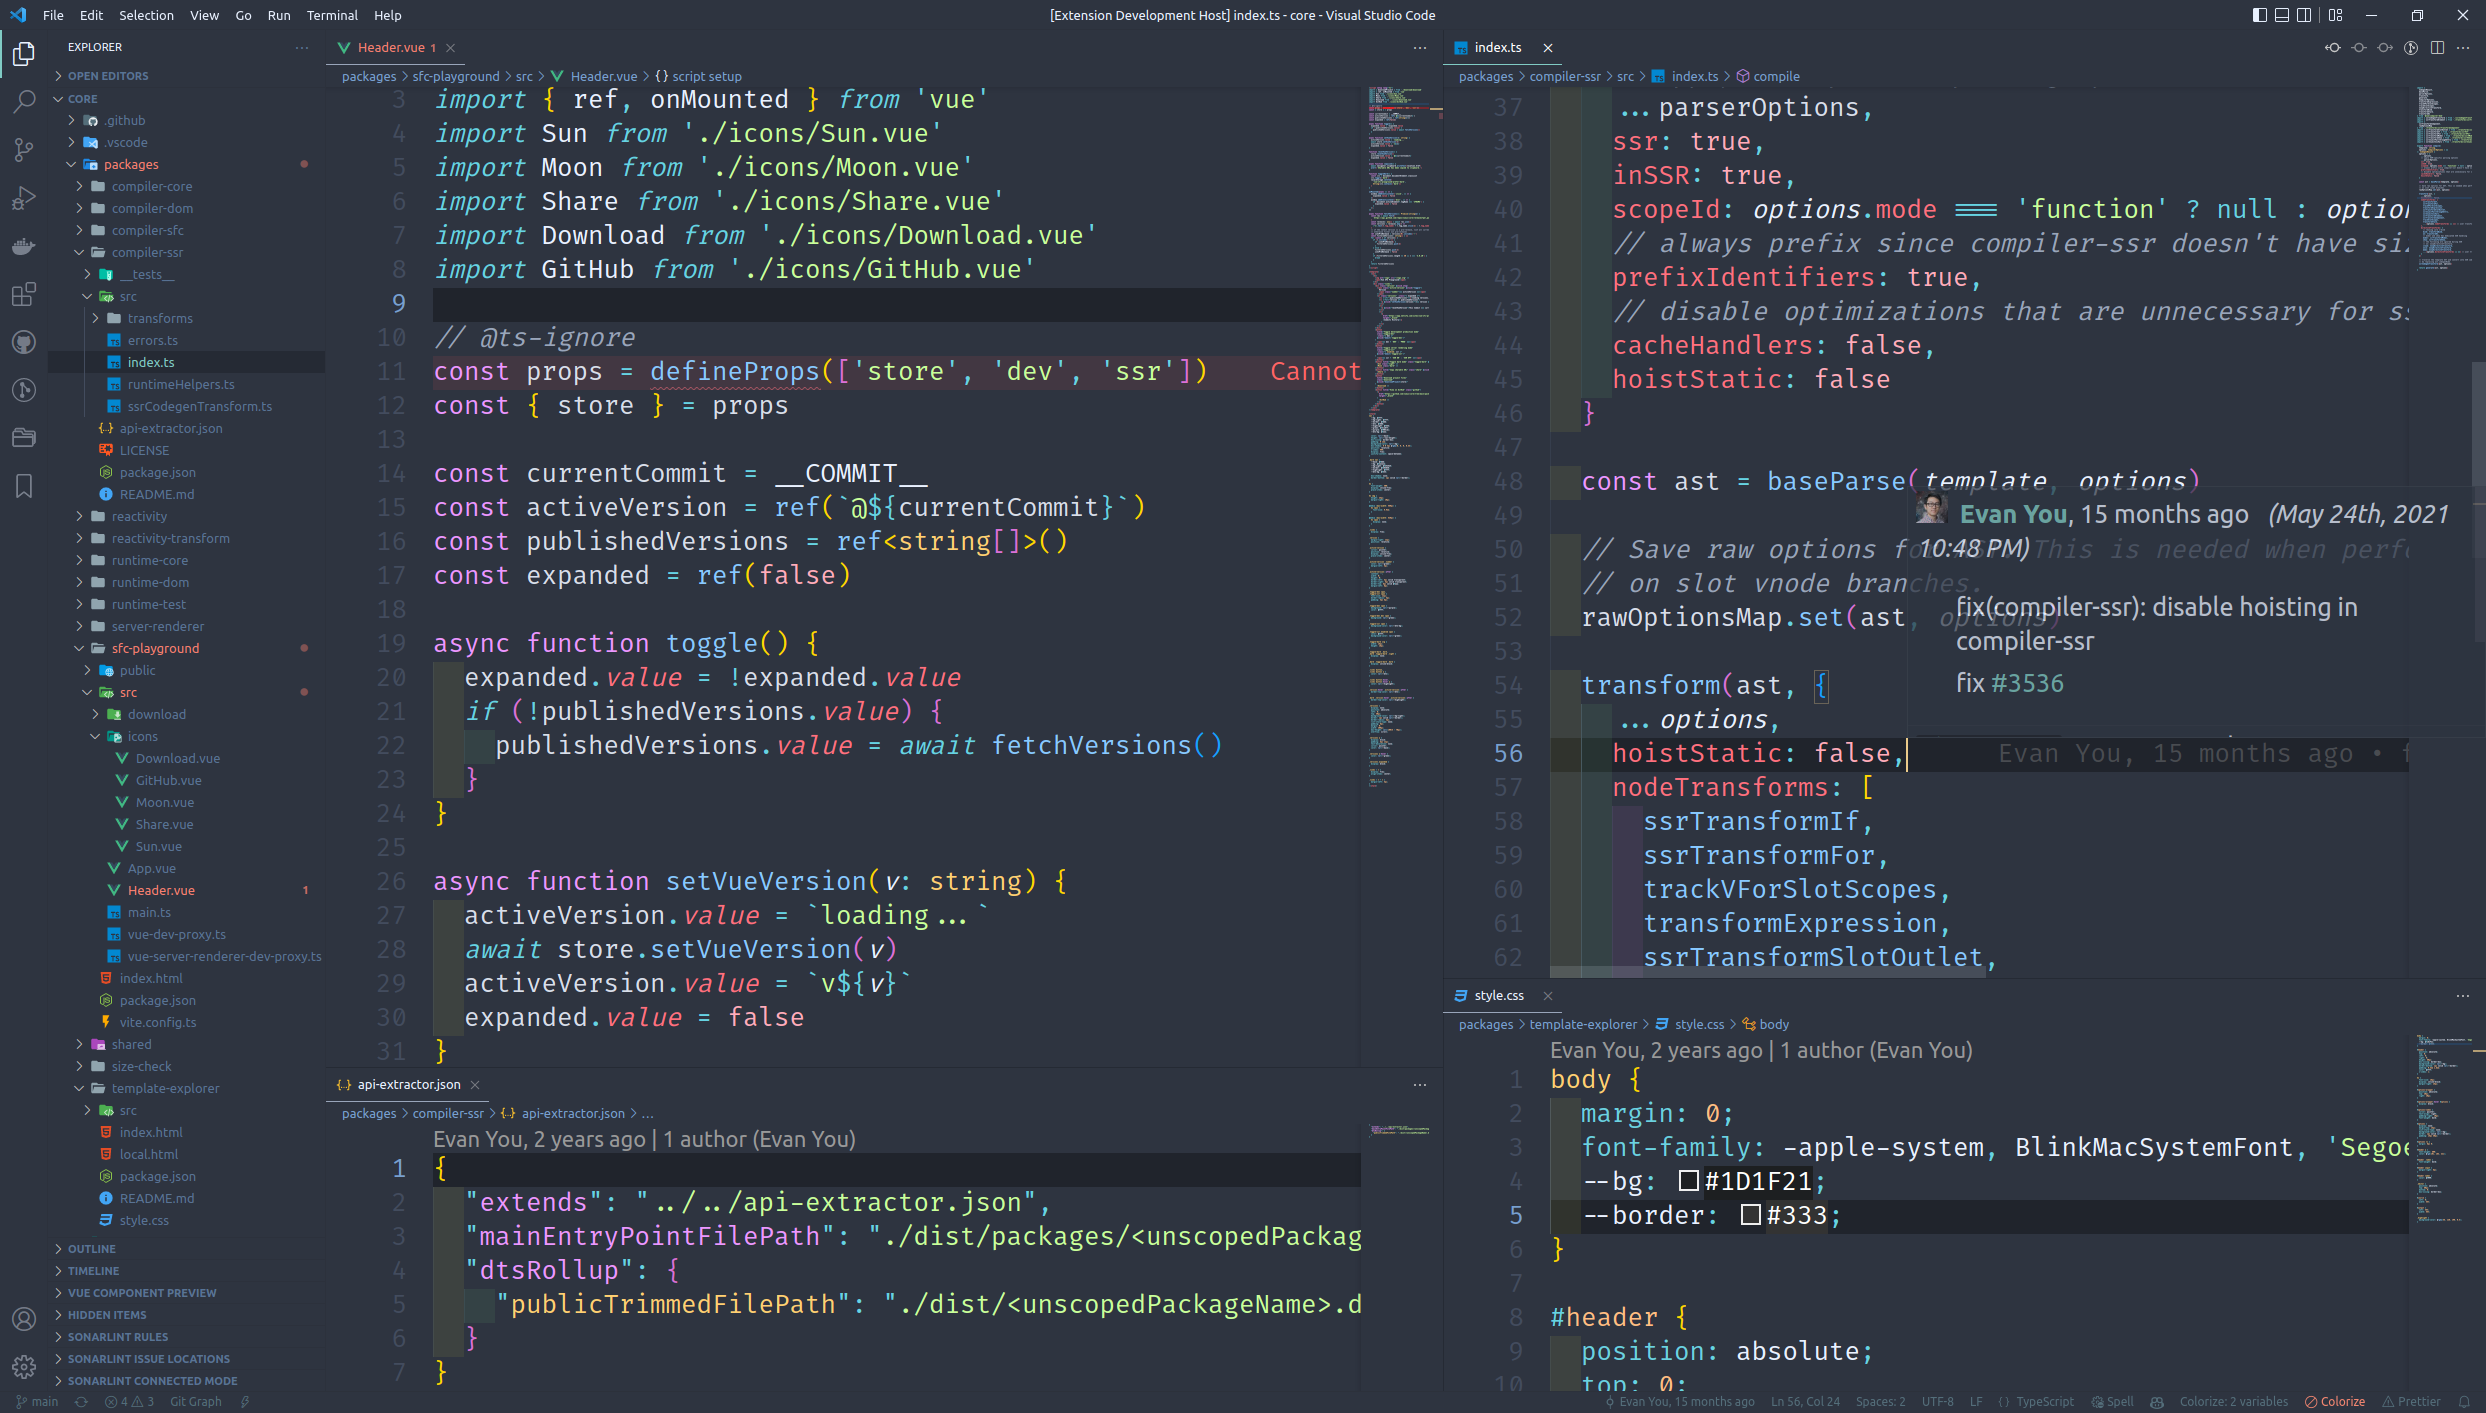 File Edit Selection View Go Run Terminal Help
[Extension Development Host] index.ts - core - Visual Studio Code
EXPLORER
OPEN EDITORS
CORE
.github
.vscode
packages
compiler-core
compiler-dom
compiler-sfc
compiler-ssr
__tests__
src
transforms
errors.ts
index.ts
runtimeHelpers.ts
ssrCodegenTransform.ts
api-extractor.json
LICENSE
package.json
README.md
reactivity
reactivity-transform
runtime-core
runtime-dom
runtime-test
server-renderer
sfc-playground
public
src
download
icons
Download.vue
GitHub.vue
Moon.vue
Share.vue
Sun.vue
App.vue
Header.vue 1
main.ts
vue-dev-proxy.ts
vue-server-renderer-dev-proxy.ts
index.html
package.json
vite.config.ts
shared
size-check
template-explorer
src
index.html
local.html
package.json
README.md
style.css
OUTLINE
TIMELINE
VUE COMPONENT PREVIEW
HIDDEN ITEMS
SONARLINT RULES
SONARLINT ISSUE LOCATIONS
SONARLINT CONNECTED MODE
Header.vue 1
packages > sfc-playground > src > Header.vue > {} script setup
3 import { ref, onMounted } from 'vue'
4 import Sun from './icons/Sun.vue'
5 import Moon from './icons/Moon.vue'
6 import Share from './icons/Share.vue'
7 import Download from './icons/Download.vue'
8 import GitHub from './icons/GitHub.vue'
9
10 // @ts-ignore
11 const props = defineProps(['store', 'dev', 'ssr']) Cannot
12 const { store } = props
13
14 const currentCommit = __COMMIT__
15 const activeVersion = ref(`@${currentCommit}`)
16 const publishedVersions = ref<string[]>()
17 const expanded = ref(false)
18
19 async function toggle() {
20 expanded.value = !expanded.value
21 if (!publishedVersions.value) {
22 publishedVersions.value = await fetchVersions()
23 }
24 }
25
26 async function setVueVersion(v: string) {
27 activeVersion.value = `loading...`
28 await store.setVueVersion(v)
29 activeVersion.value = `v${v}`
30 expanded.value = false
31 }
api-extractor.json
packages > compiler-ssr > {} api-extractor.json > ...
Evan You, 2 years ago | 1 author (Evan You)
1 {
2 "extends": "../../api-extractor.json",
3 "mainEntryPointFilePath": "./dist/packages/<unscopedPackag
4 "dtsRollup": {
5 "publicTrimmedFilePath": "./dist/<unscopedPackageName>.d
6 }
7 }
index.ts
packages > compiler-ssr > src > index.ts > compile
37 ...parserOptions,
38 ssr: true,
39 inSSR: true,
40 scopeId: options.mode === 'function' ? null : option
41 // always prefix since compiler-ssr doesn't have siz
42 prefixIdentifiers: true,
43 // disable optimizations that are unnecessary for ss
44 cacheHandlers: false,
45 hoistStatic: false
46 }
47
48 const ast = baseParse(template, options)
49
50 // Save raw options for This is needed when perfo
51 // on slot vnode branches.
52 rawOptionsMap.set(ast, options)
53
54 transform(ast, {
55 ...options,
56 hoistStatic: false, Evan You, 15 months ago • f
57 nodeTransforms: [
58 ssrTransformIf,
59 ssrTransformFor,
60 trackVForSlotScopes,
61 transformExpression,
62 ssrTransformSlotOutlet,
Evan You, 15 months ago (May 24th, 2021
10:48 PM)
fix(compiler-ssr): disable hoisting in
compiler-ssr
fix #3536
style.css
packages > template-explorer > style.css > body
Evan You, 2 years ago | 1 author (Evan You)
1 body {
2 margin: 0;
3 font-family: -apple-system, BlinkMacSystemFont, 'Segoe
4 --bg: #1D1F21;
5 --border: #333;
6 }
7
8 #header {
9 position: absolute;
10 top: 0;
main 4 3 Git Graph
Evan You, 15 months ago Ln 56, Col 24 Spaces: 2 UTF-8 LF {} TypeScript Spell Colorize: 2 variables Colorize Prettier